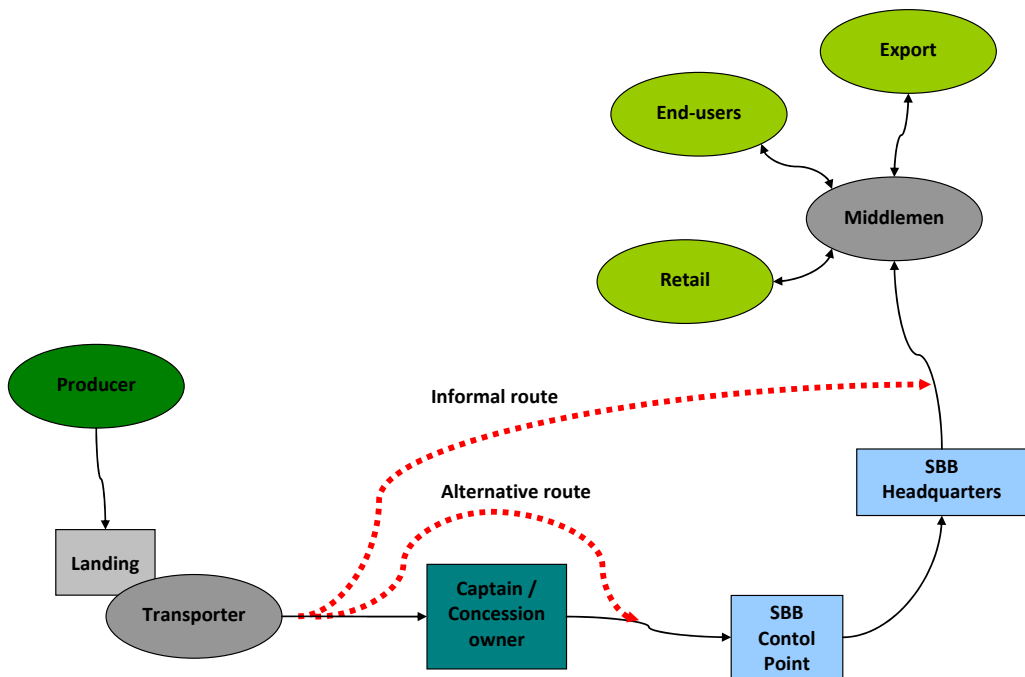 Export
End-users
Middlemen
Retail
Producer
Informal route
SBB
Headquarters
Alternative route
Landing
Captain /
Concession
owner
Transporter
SBB
Contol
Point